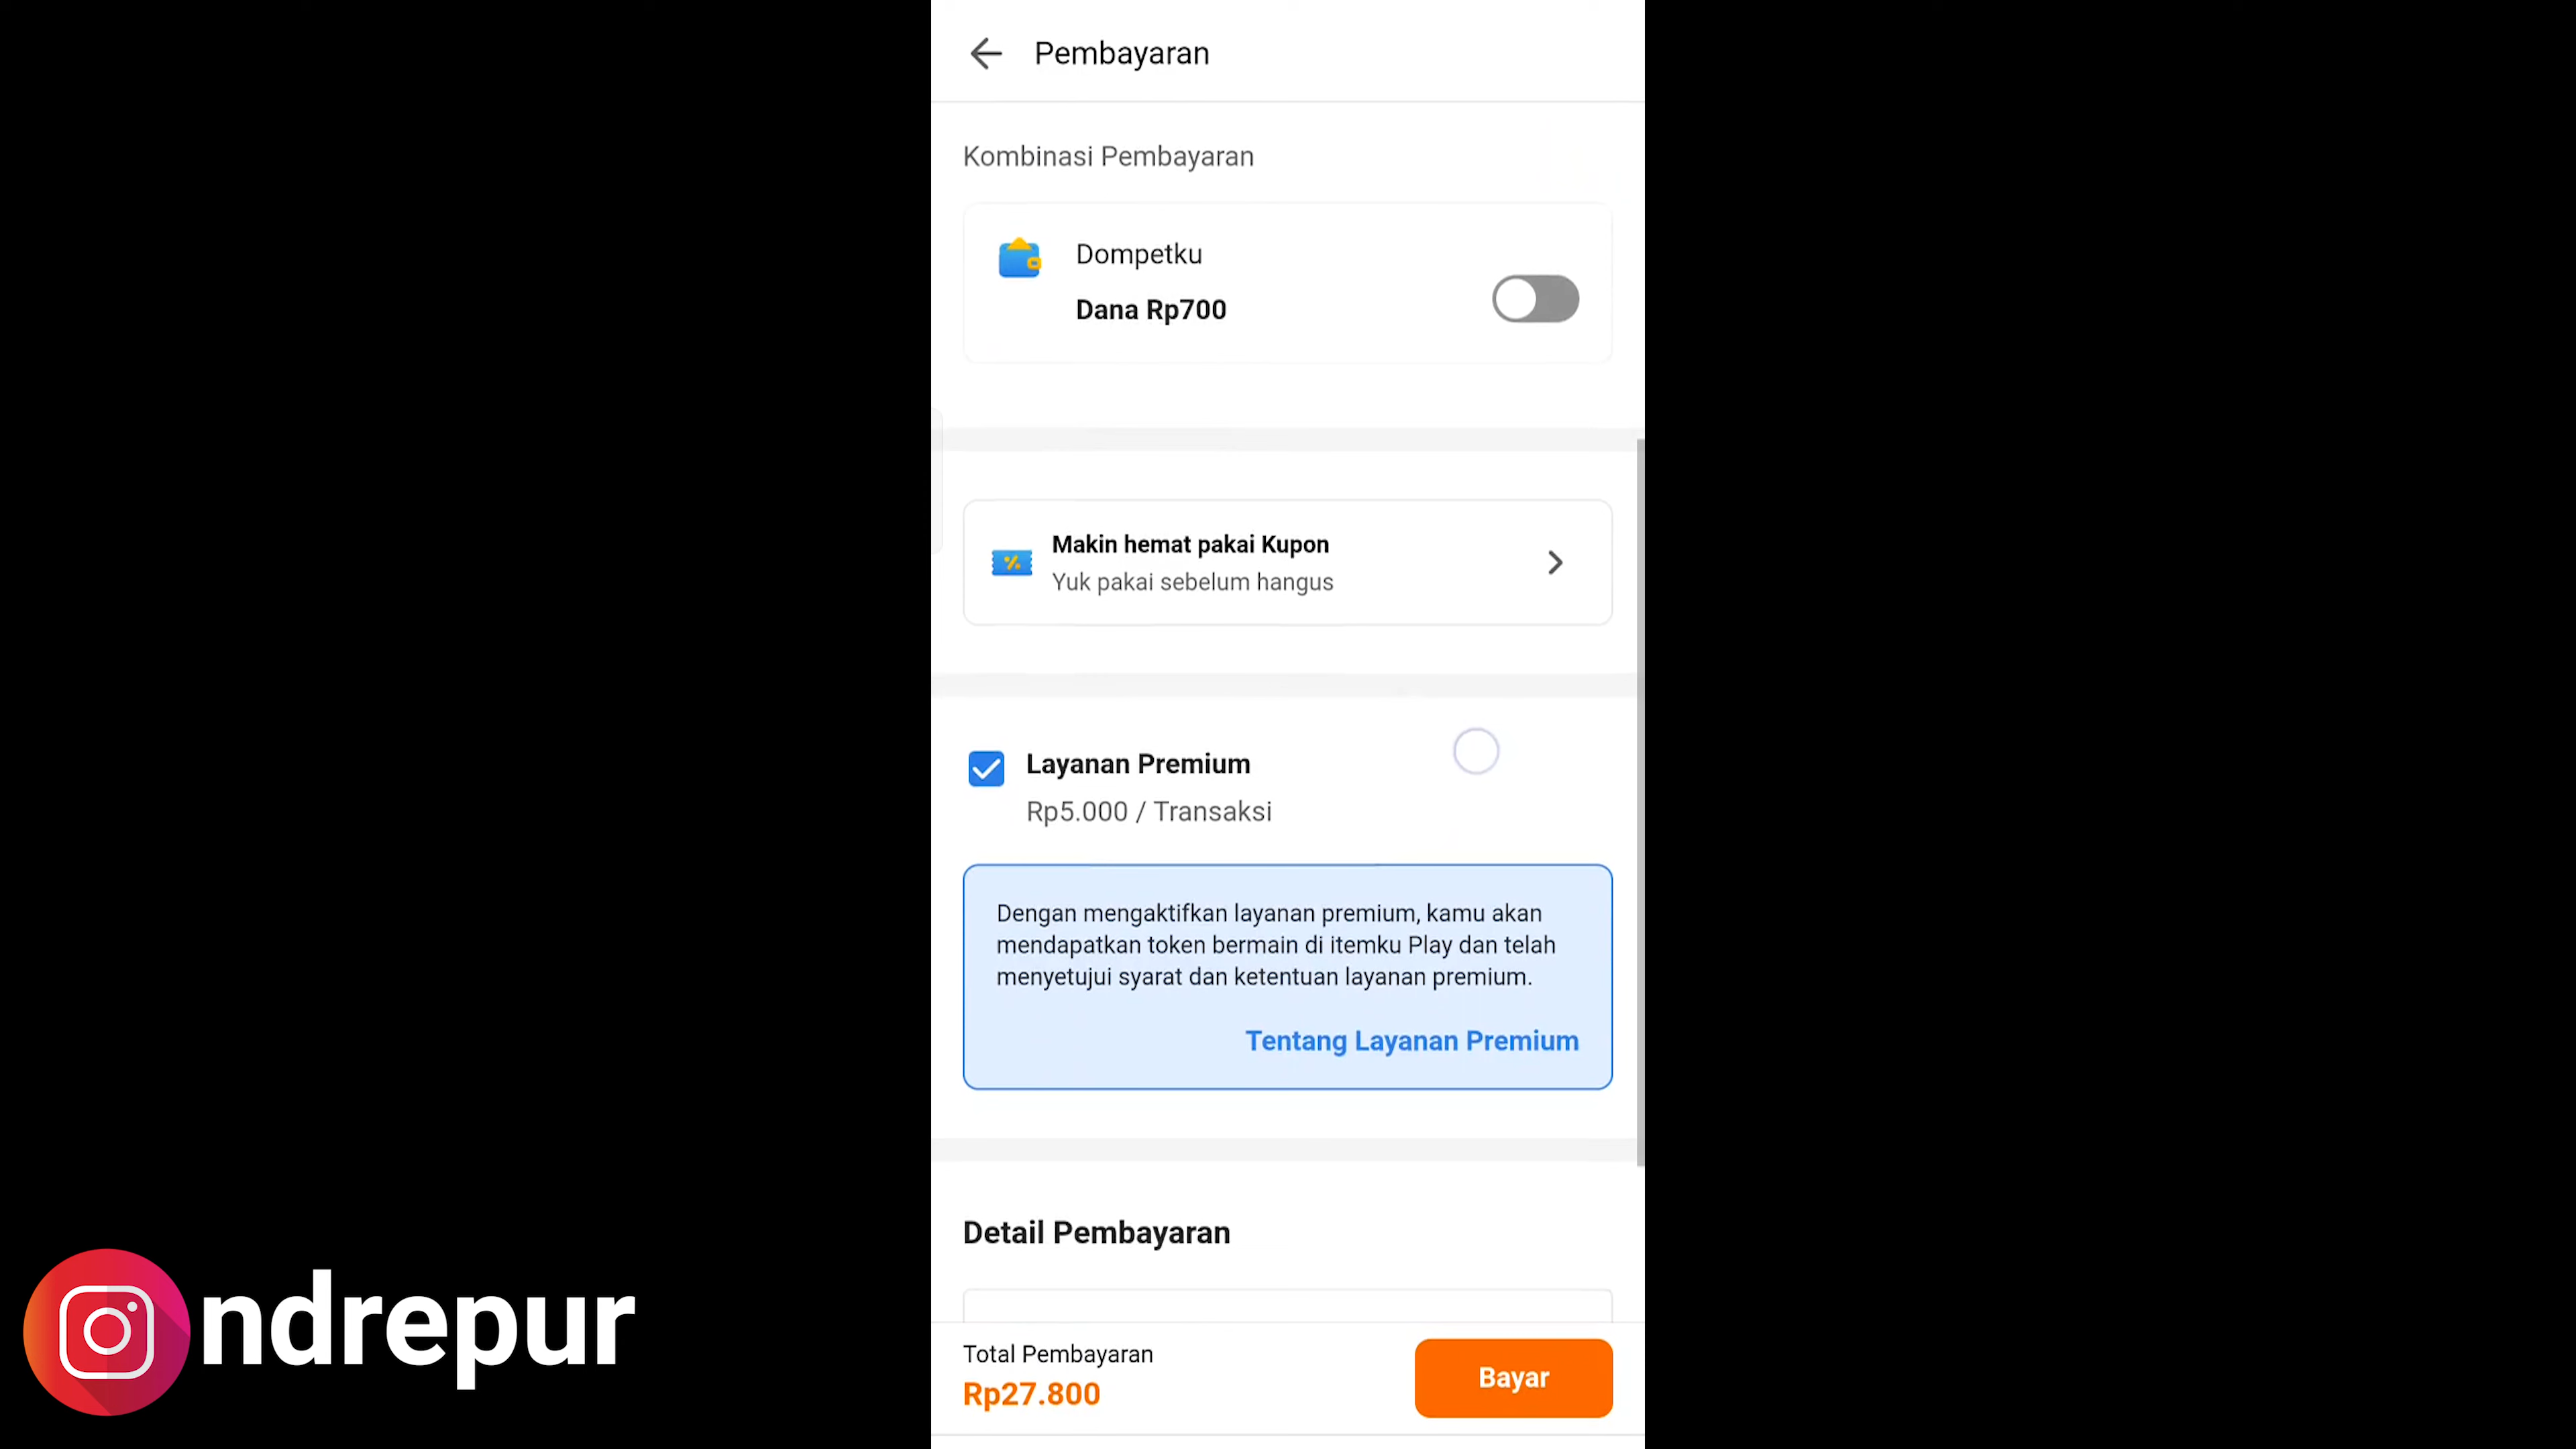 Pembayaran
Kombinasi Pembayaran
Dompetku
Dana Rp700
Makin hemat pakai Kupon
Yuk pakai sebelum hangus
Layanan Premium
Rp5.000 / Transaksi
Dengan mengaktifkan layanan premium, kamu akan
mendapatkan token bermain di itemku Play dan telah
menyetujui syarat dan ketentuan layanan premium.
Tentang Layanan Premium
Detail Pembayaran
Total Pembayaran
Rp27.800
Bayar
ndrepur